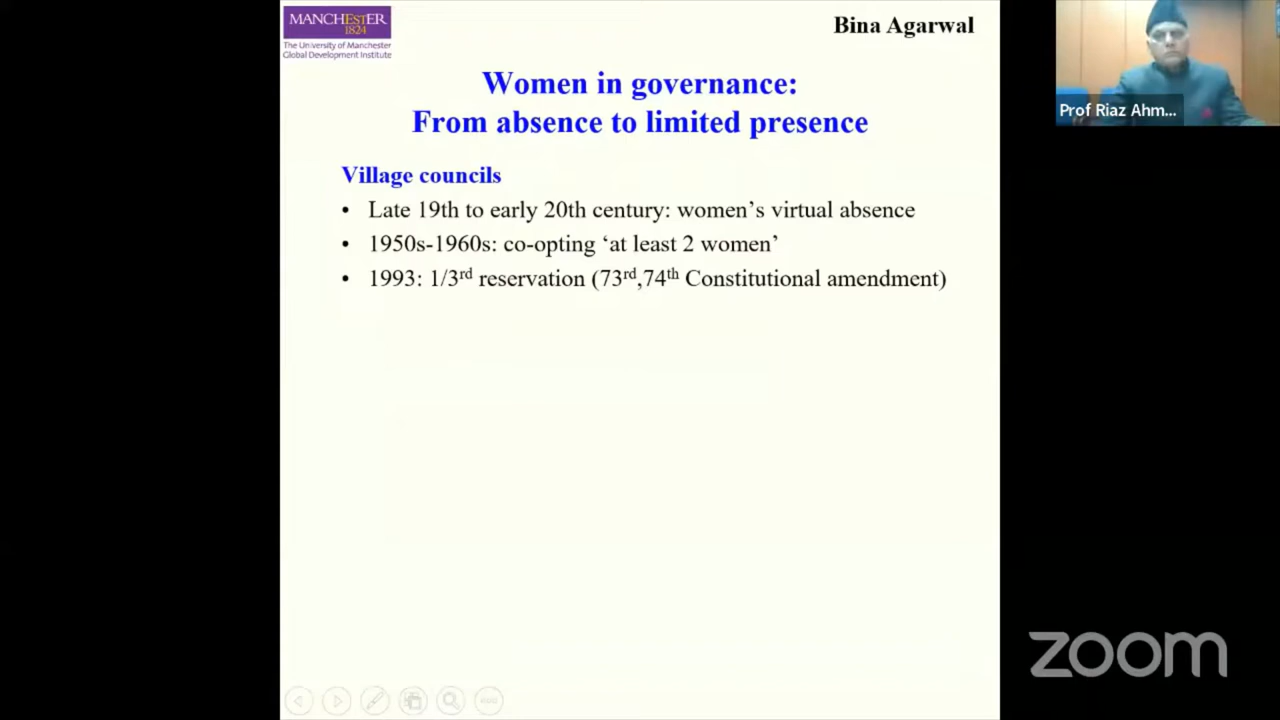 MANCHESTER
1824
The University of Manchester
Global Development Institute
Bina Agarwal
Prof Riaz Ahm...
Women in governance:
From absence to limited presence
Village councils
• Late 19th to early 20th century: women’s virtual absence
• 1950s-1960s: co-opting ‘at least 2 women’
• 1993: 1/3rd reservation (73rd,74th Constitutional amendment)
zoom